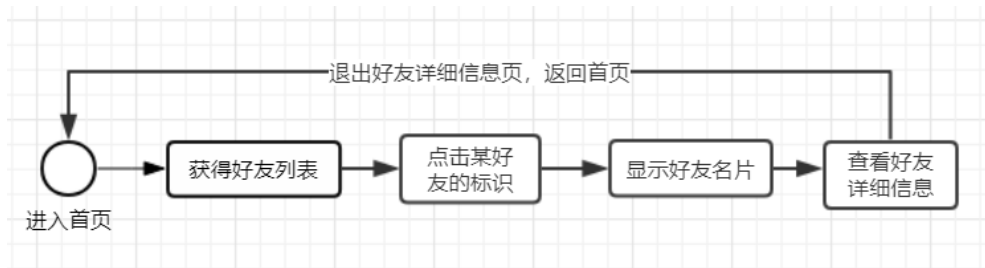 退出好友详细信息页，返回首页
获得好友列表
点击某好
友的标识
显示好友名片
查看好友
详细信息
进入首页